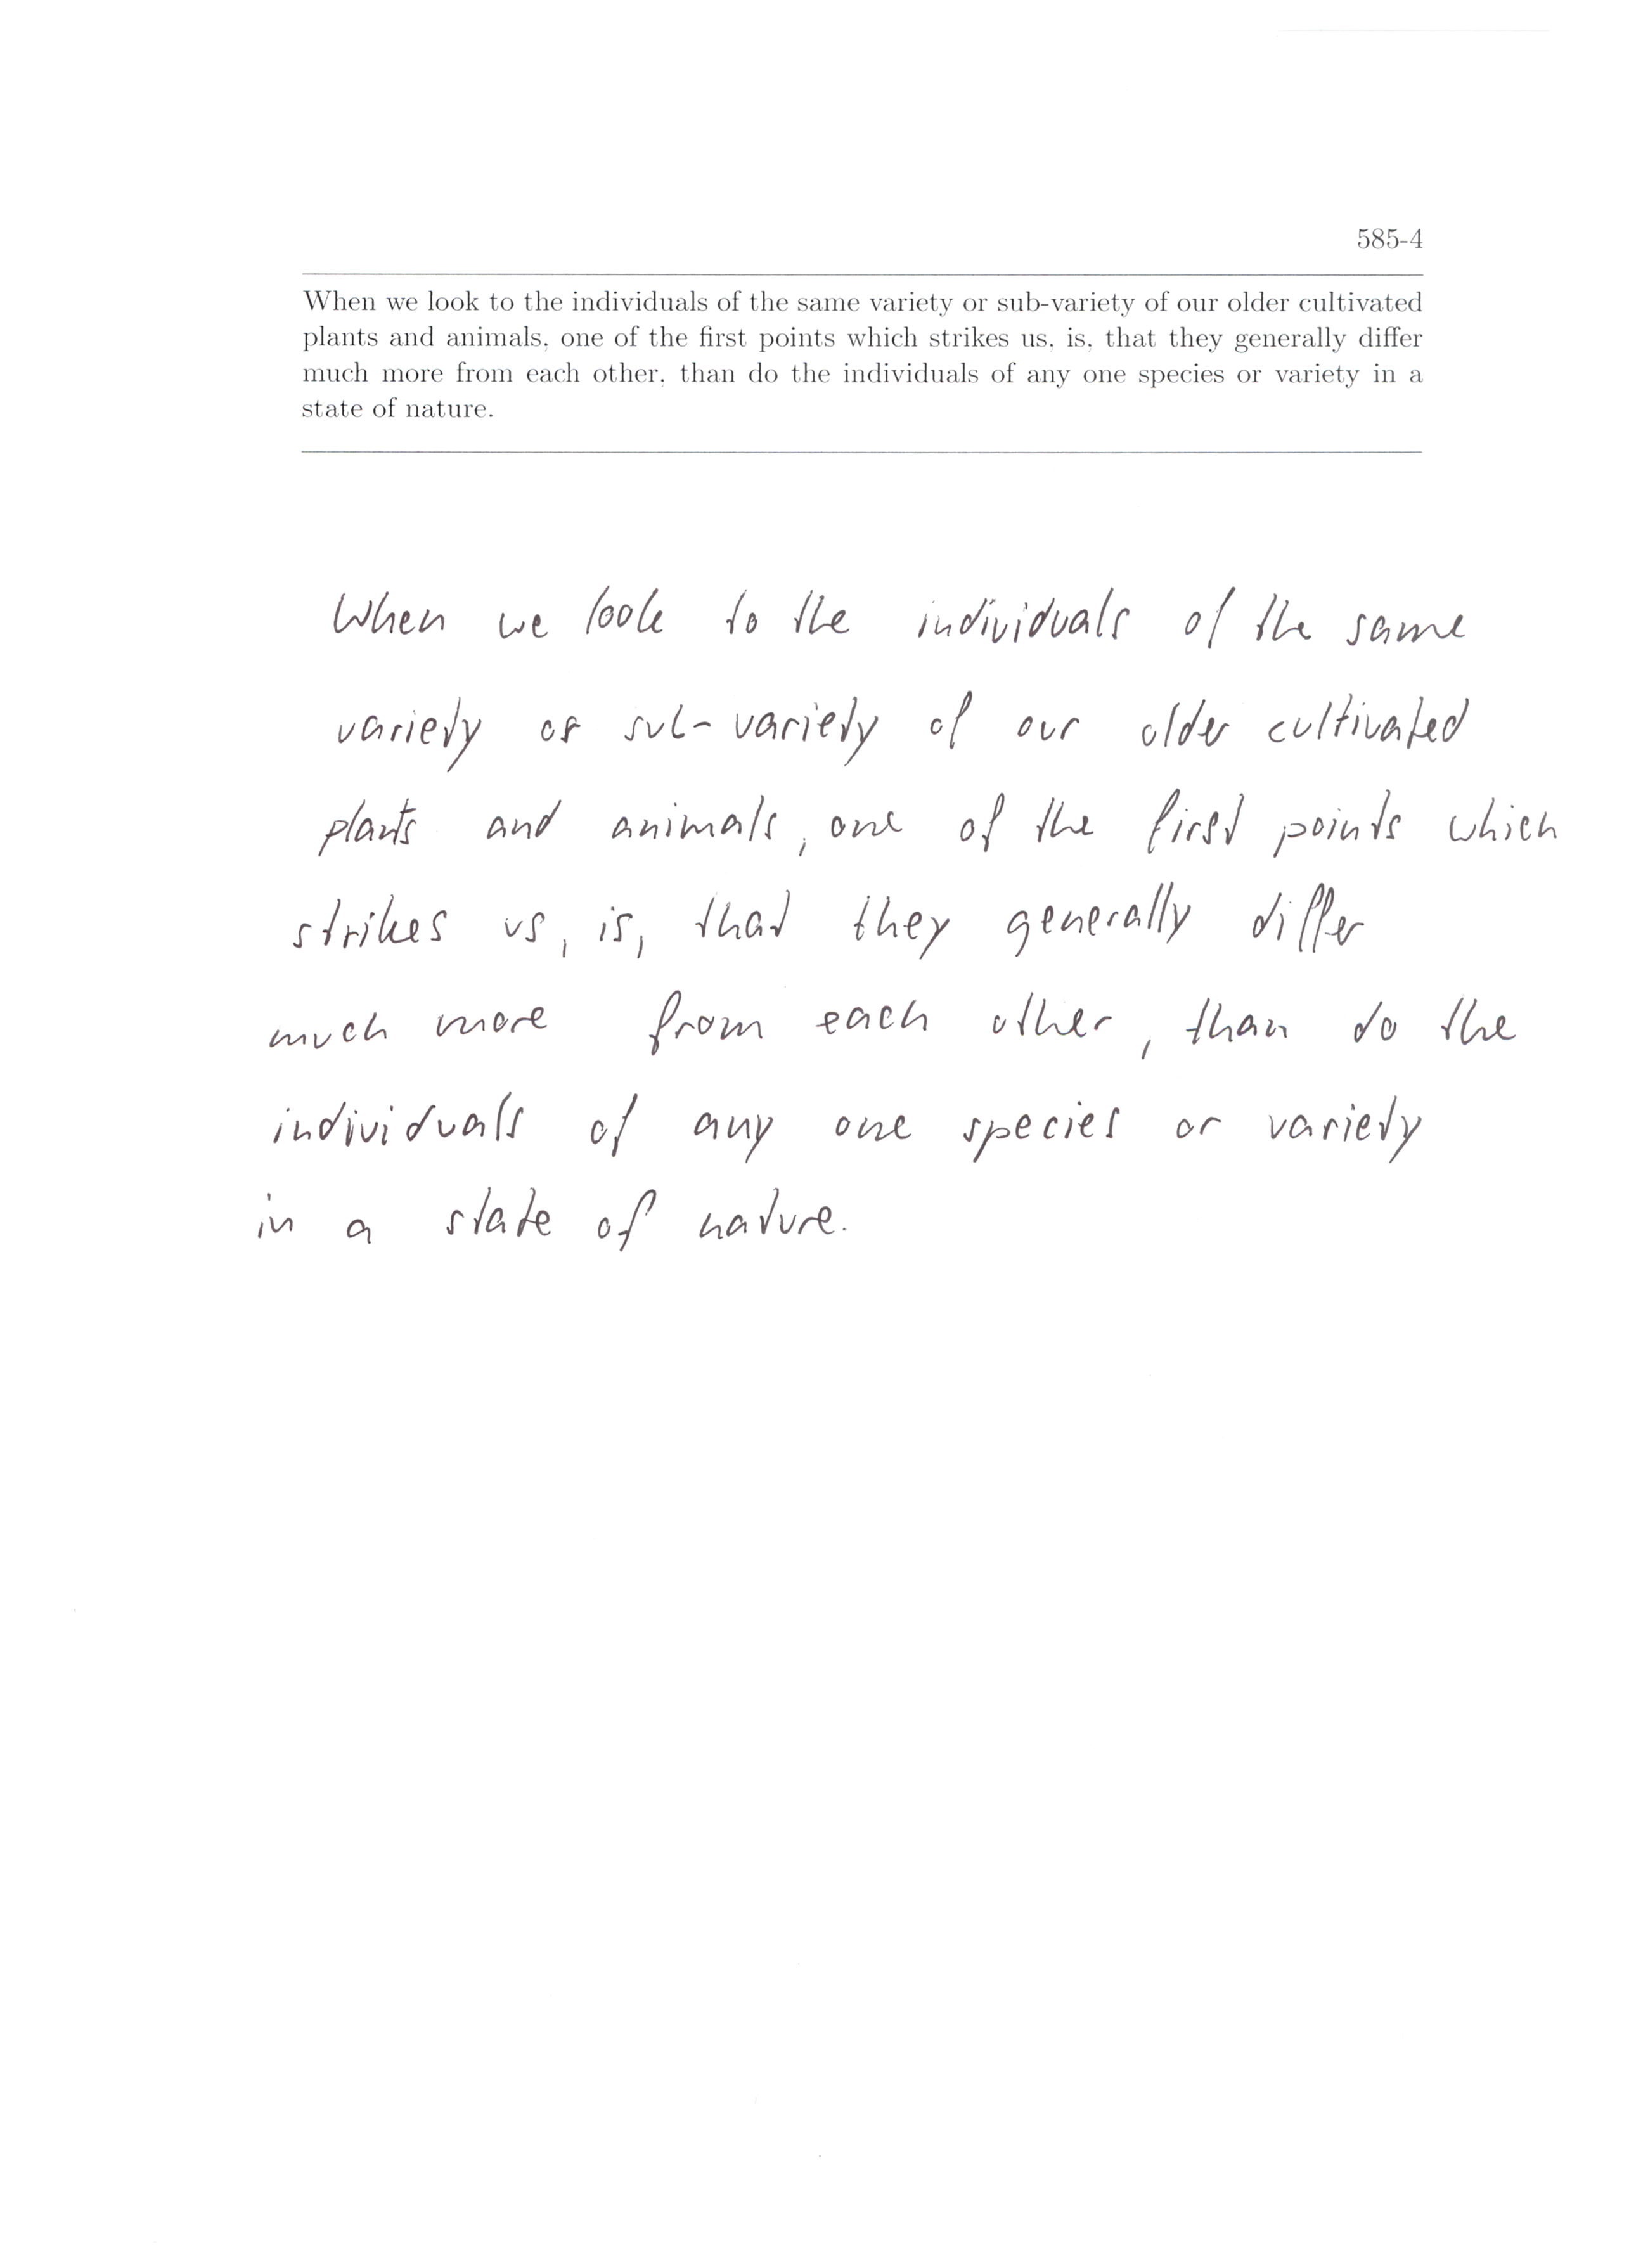 585-4
When we look to the individuals of the same variety or sub-variety of our older cultivated
plants and animals, one of the first points which strikes us, is, that they generally differ
much more from each other, than do the individuals of any one species or variety in a
state of nature.
When we look to the individuals of the same
variety or sub-variety of our older cultivated
plants and animals, one of the first points which
strikes us, is, that they generally differ
much more from each other, than do the
individuals of any one species or variety
in a state of nature.